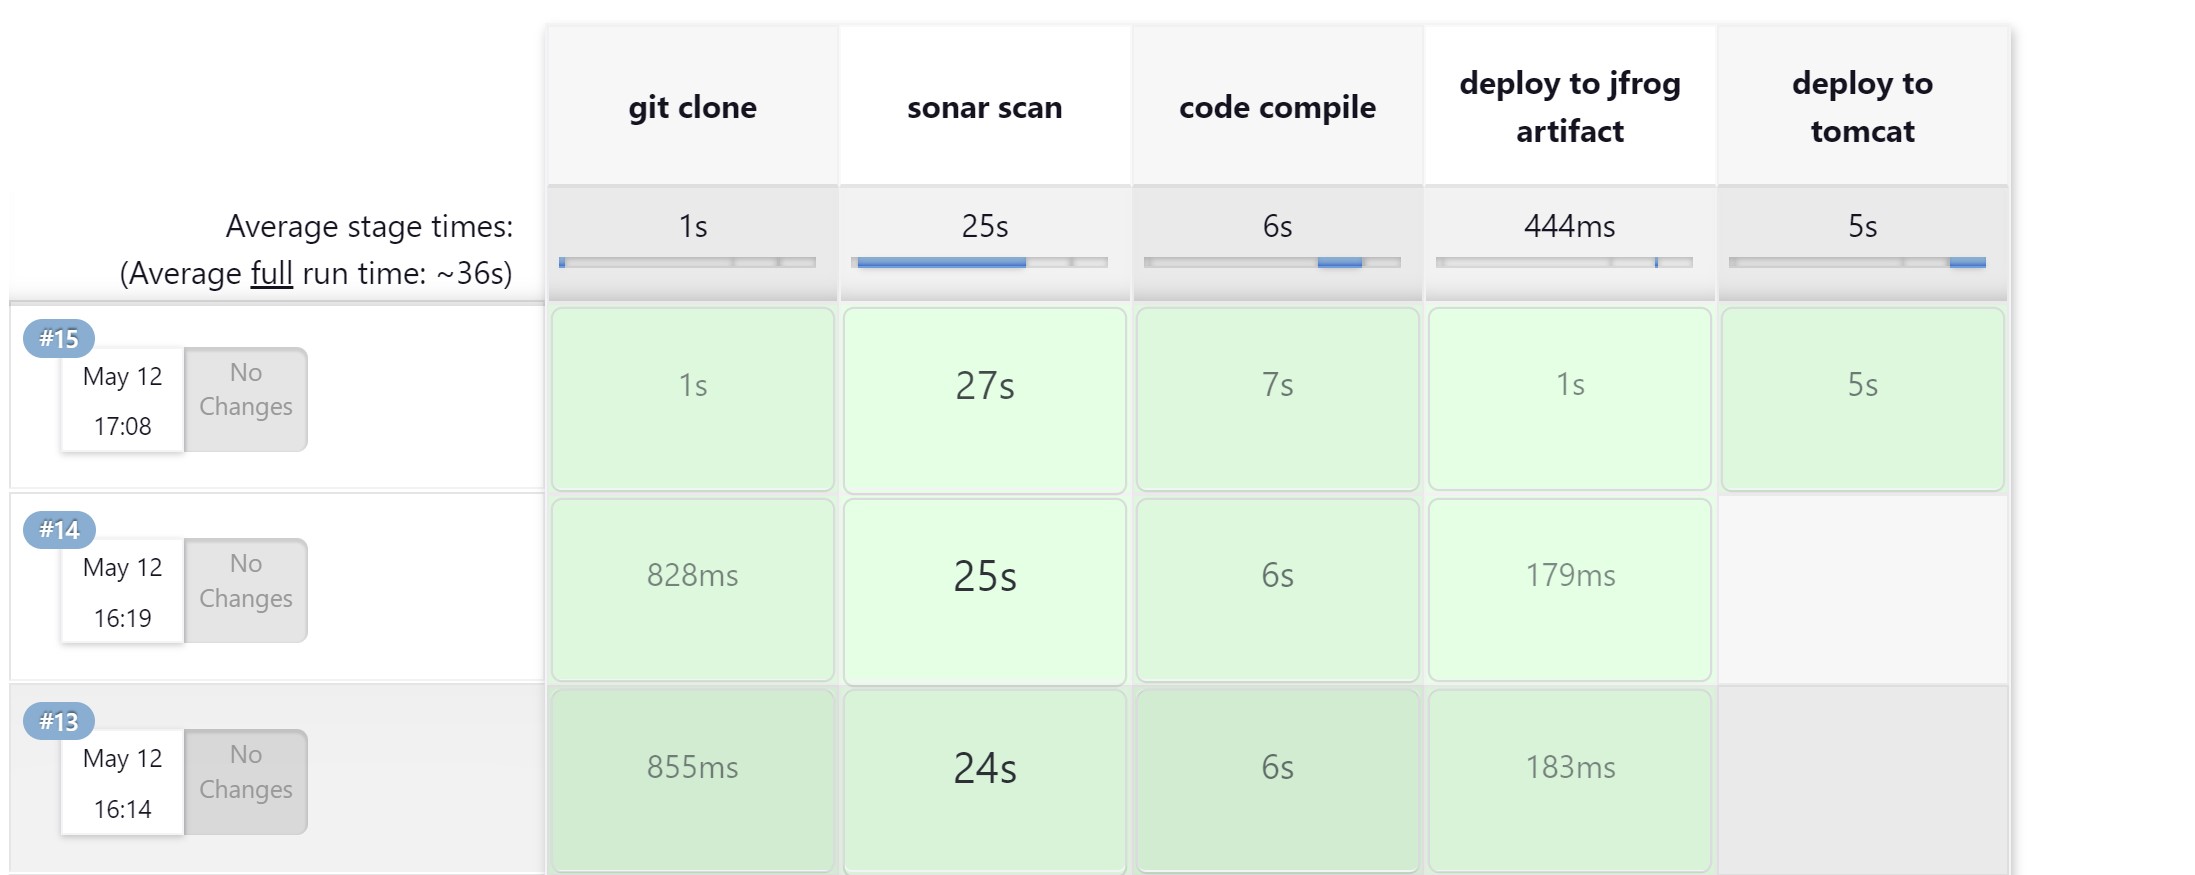 git clone
sonar scan
code compile
deploy to jfrog
artifact
deploy to
tomcat
Average stage times:
(Average full run time: ~36s)
1s
25s
6s
444ms
5s
#15
May 12
17:08
No
Changes
1s
27s
7s
1s
5s
#14
May 12
16:19
No
Changes
828ms
25s
6s
179ms
#13
May 12
16:14
No
Changes
855ms
24s
6s
183ms